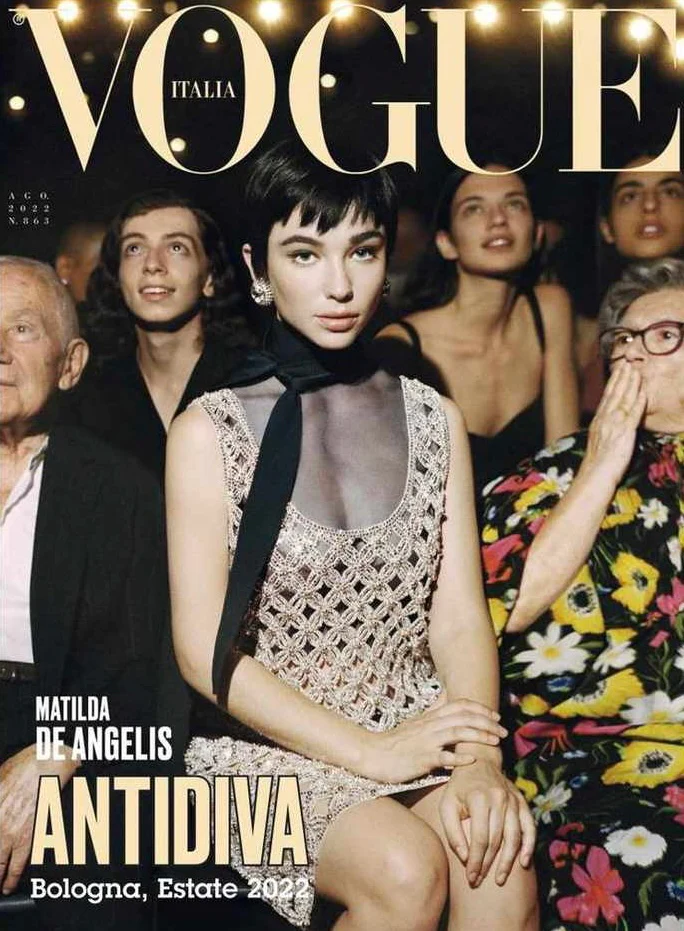 VOGUE
ITALIA
AGO.
2022
N. 863
MATILDA
DE ANGELIS
ANTIDIVA
Bologna, Estate 2022